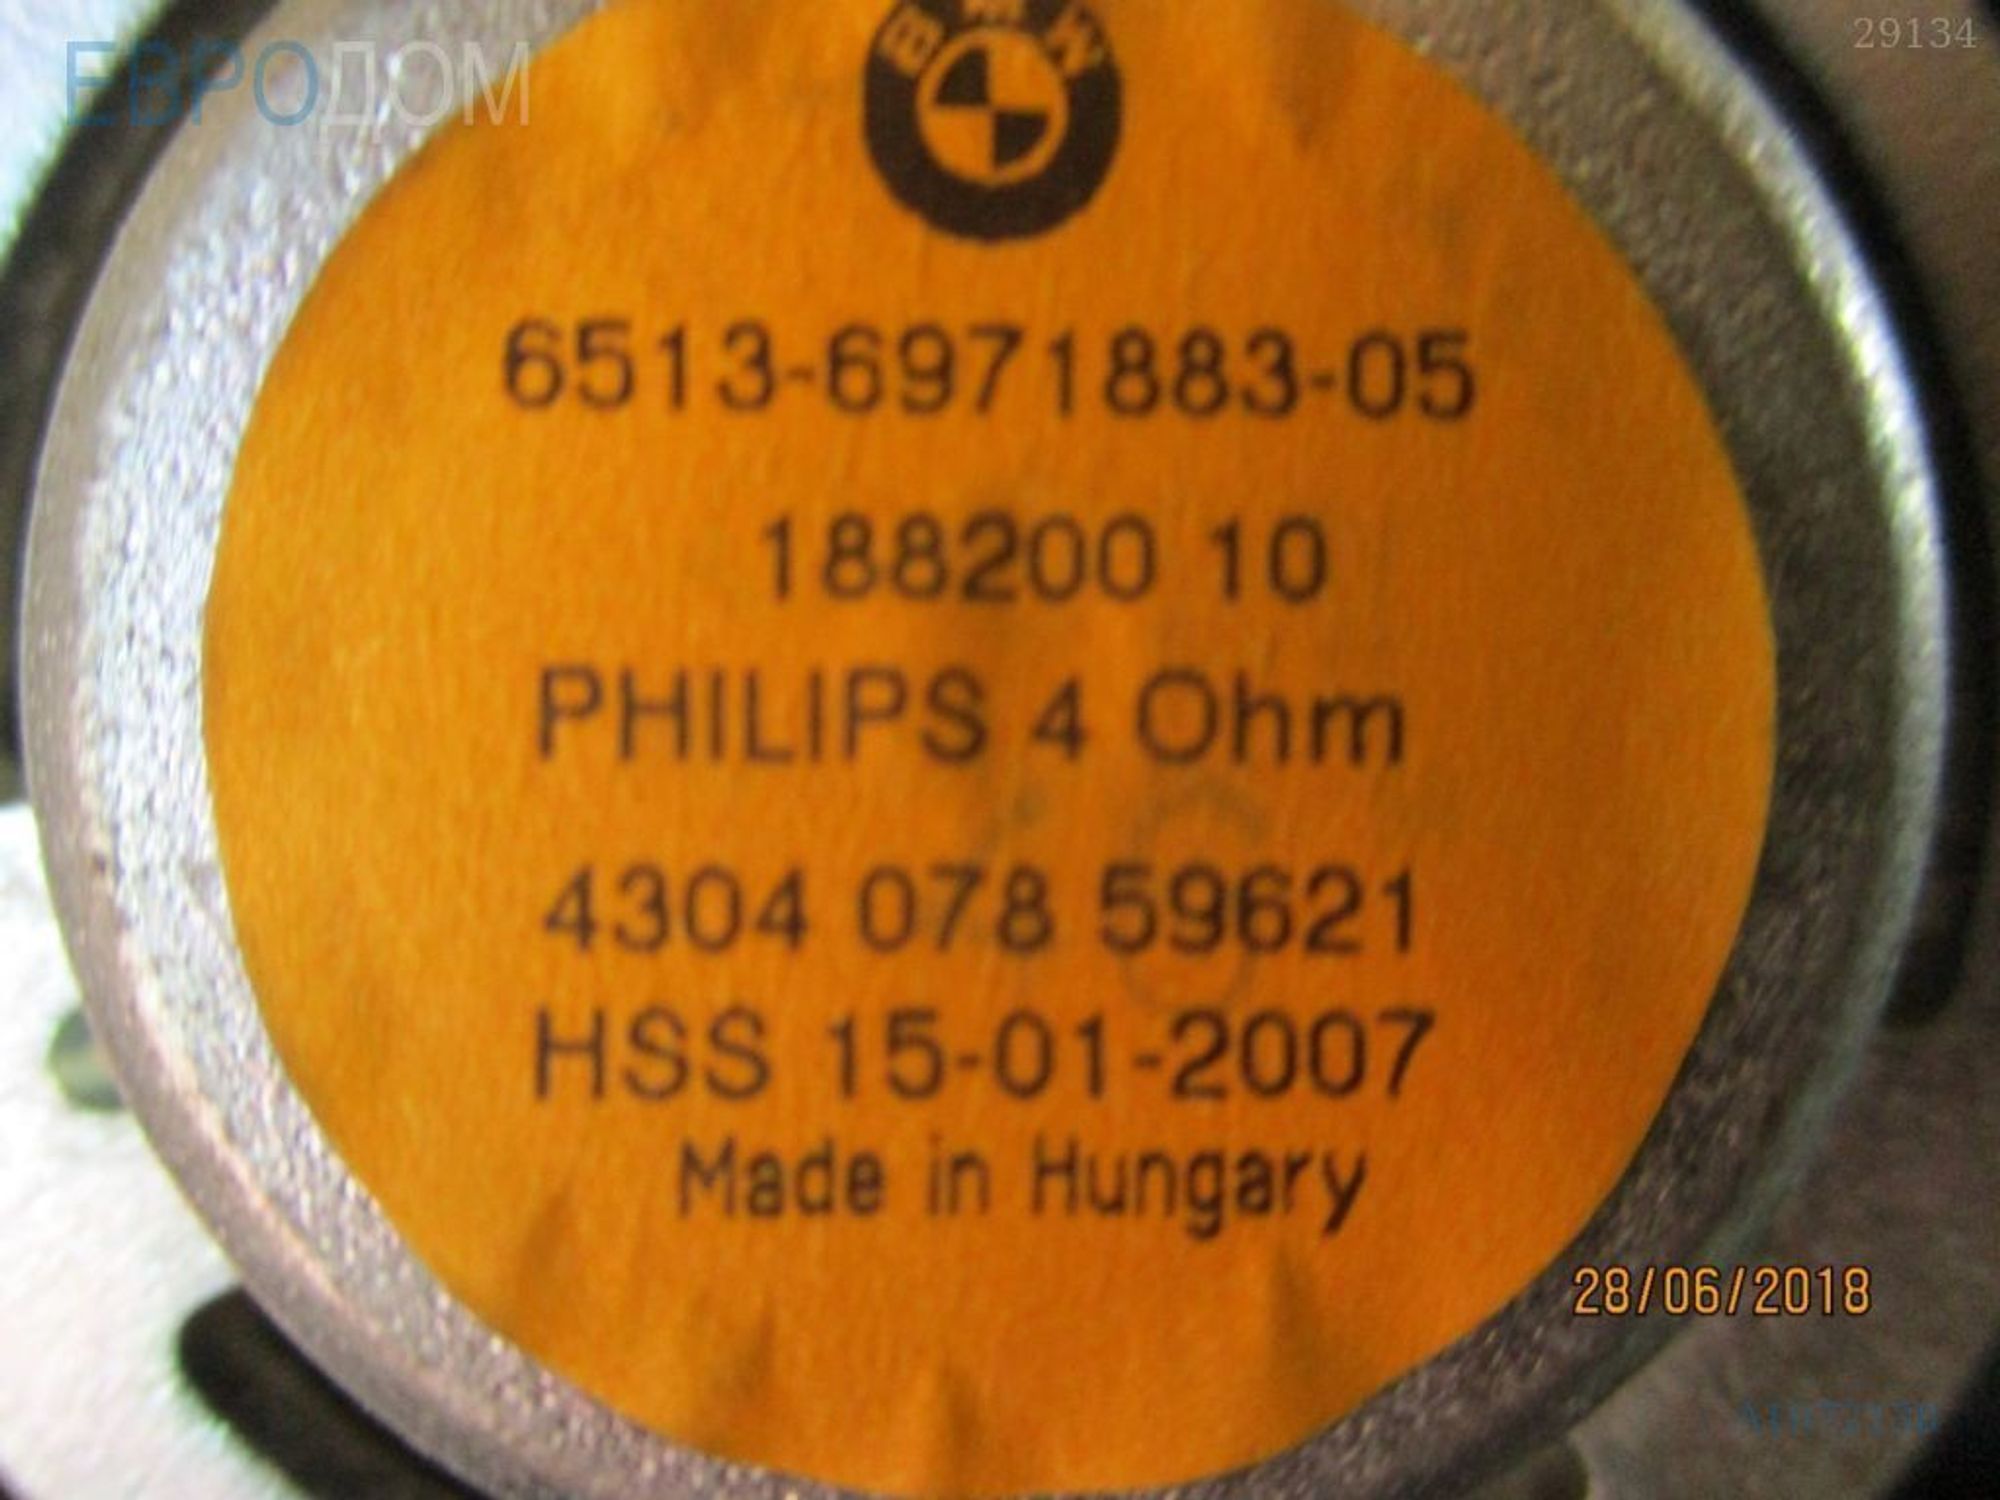 ЕВРОДОМ
29134
BMW
6513-6971883-05
188200 10
PHILIPS 4 Ohm
4304 078 59621
HSS 15-01-2007
Made in Hungary
28/06/2018